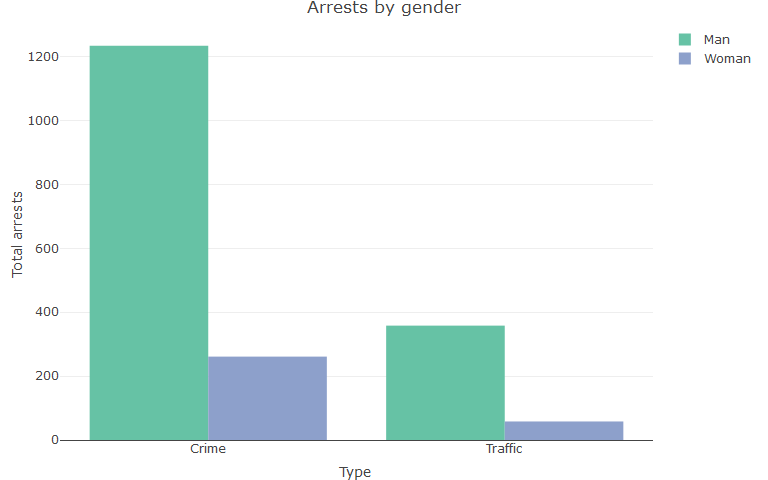 Arrests by gender
Man
Woman
Total arrests
1200
1000
800
600
400
200
0
Crime
Traffic
Type